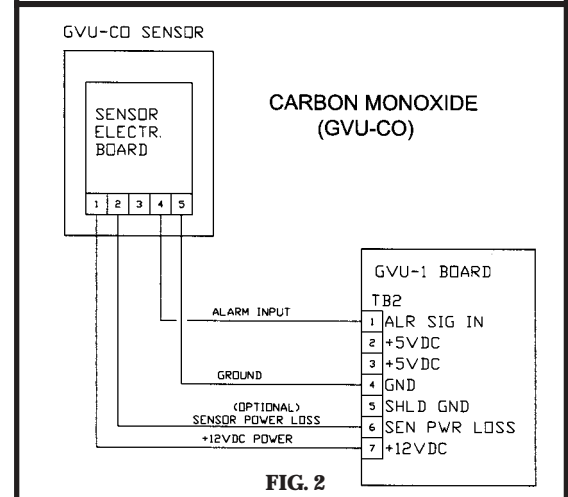 GVU-CO SENSOR
SENSOR
ELECTR.
BOARD
1 2 3 4 5
CARBON MONOXIDE
(GVU-CO)
GVU-1 BOARD
TB2
1 ALR SIG IN
2 +5VDC
3 +5VDC
4 GND
5 SHLD GND
6 SEN PWR LOSS
7 +12VDC
ALARM INPUT
GROUND
(OPTIONAL)
SENSOR POWER LOSS
+12VDC POWER
FIG. 2